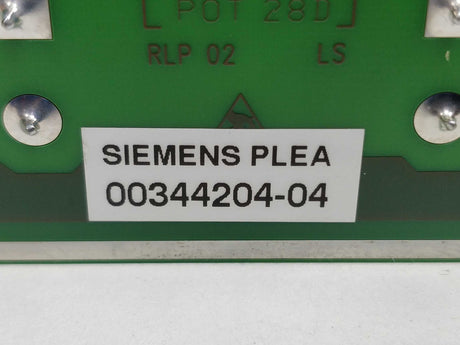 [ POT 28D ]
RLP 02 LS
SIEMENS PLEA
00344204-04